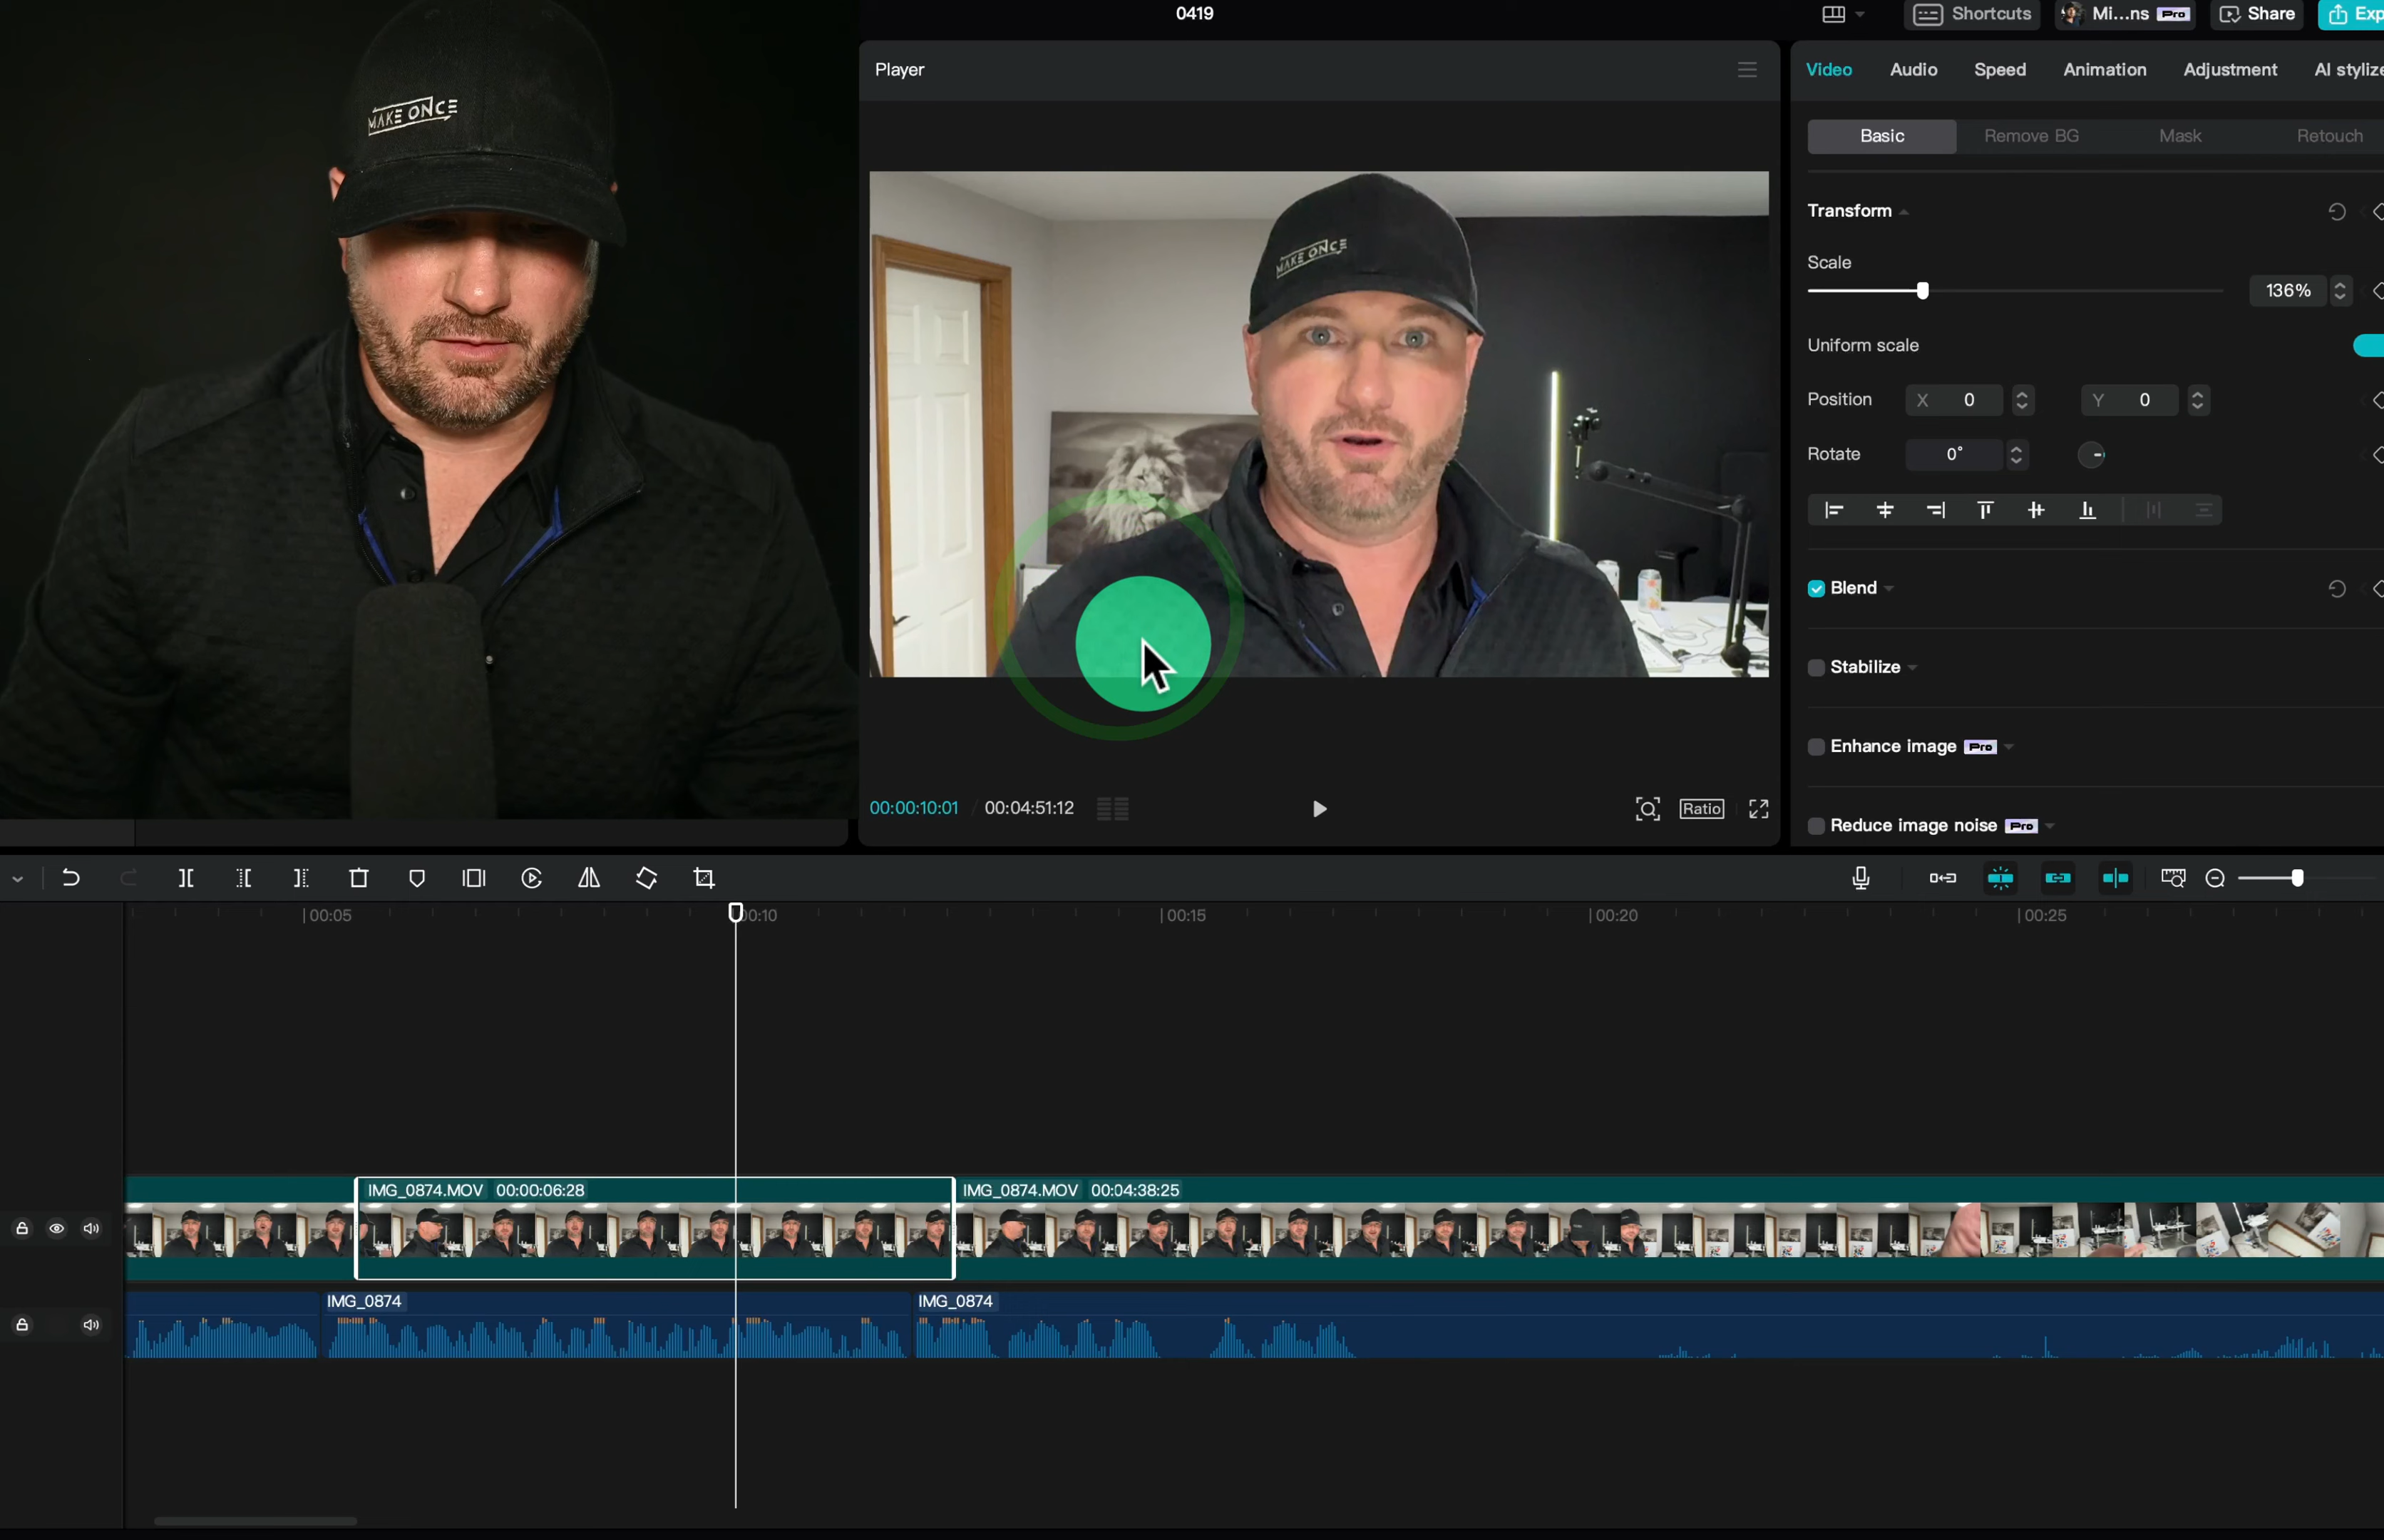 0419
Shortcuts
Mi...ns Pro
Share
Exp
MAKE ONCE
Player
MAKE ONCE
00:00:10:01 / 00:04:51:12
Ratio
Video Audio Speed Animation Adjustment AI stylize
Basic Remove BG Mask Retouch
Transform
Scale
136%
Uniform scale
Position X 0 Y 0
Rotate 0°
Blend
Stabilize
Enhance image Pro
Reduce image noise Pro
00:05 00:10 00:15 00:20 00:25
IMG_0874.MOV 00:00:06:28
IMG_0874.MOV 00:04:38:25
IMG_0874
IMG_0874